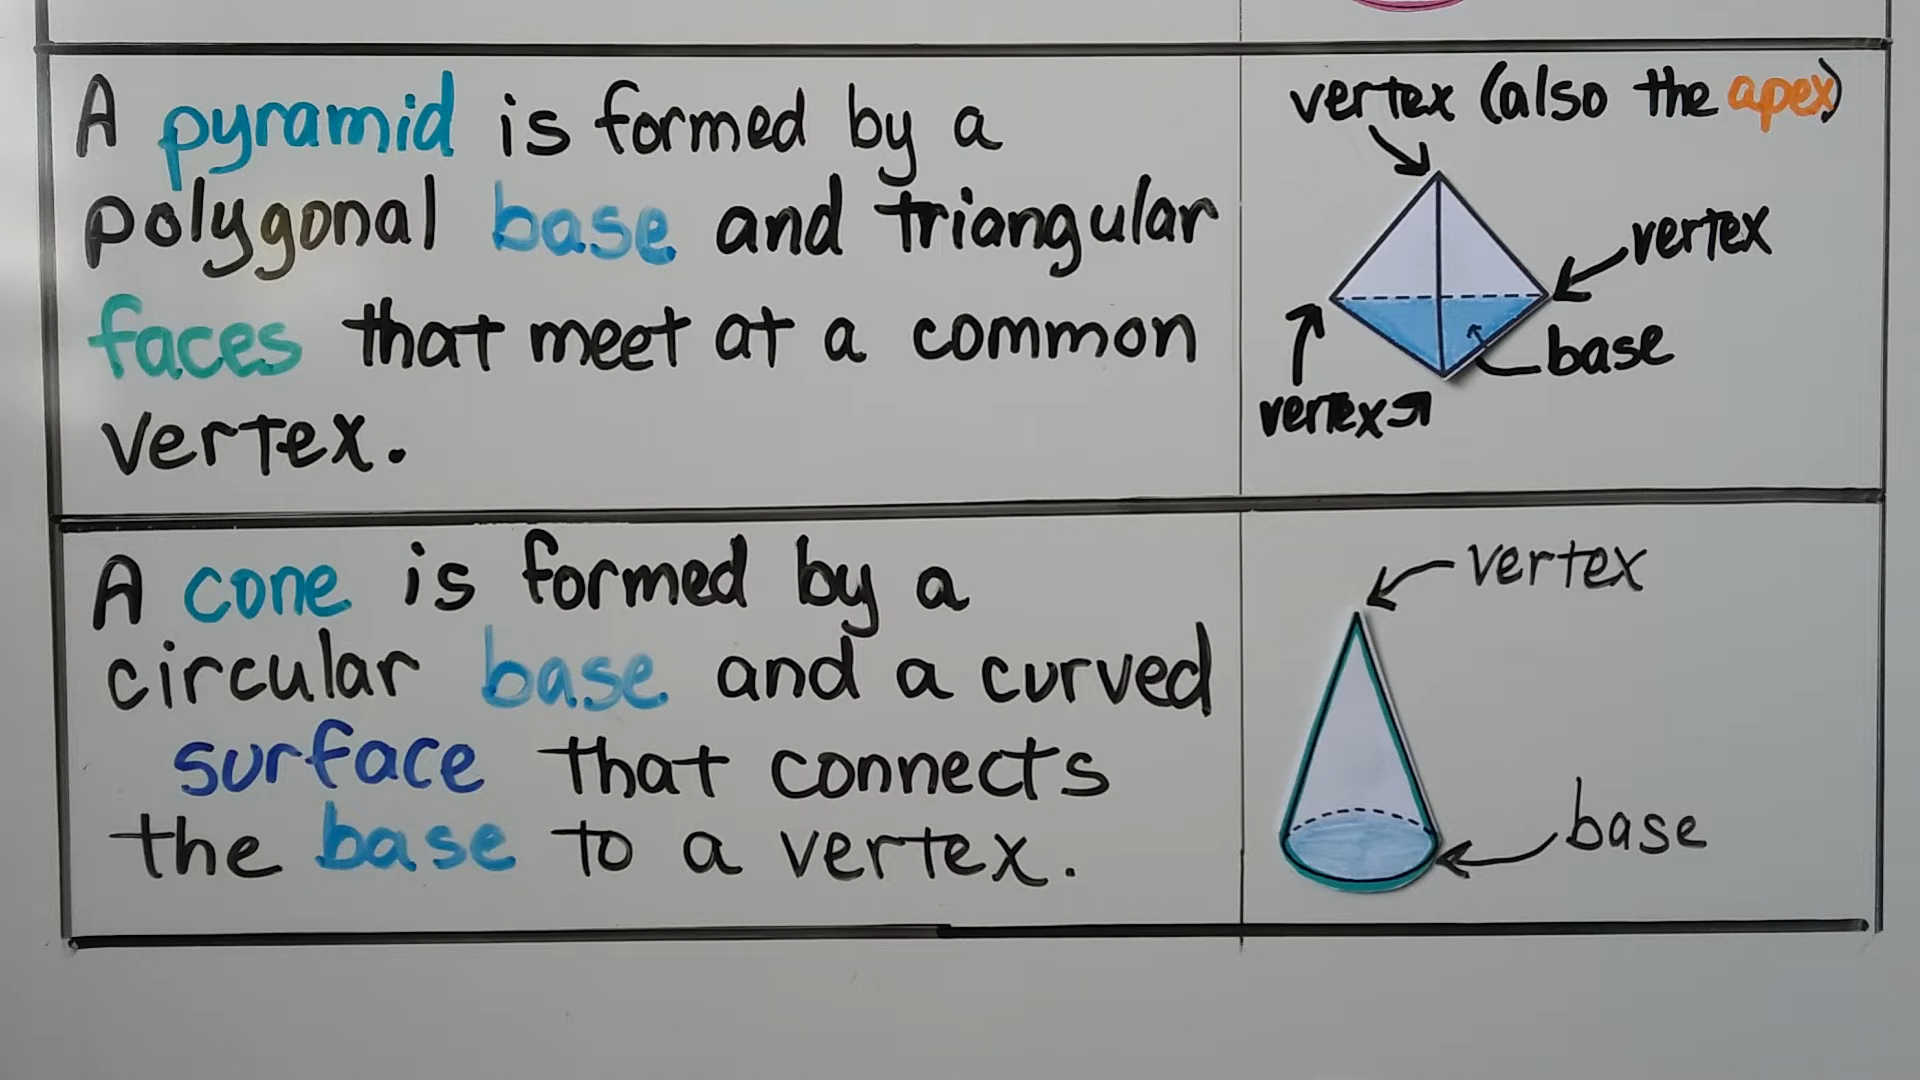 A pyramid is formed by a
polygonal base and triangular
faces that meet at a common
vertex.
vertex (also the apex)
vertex
base
vertex
A cone is formed by a
circular base and a curved
surface that connects
the base to a vertex.
vertex
base